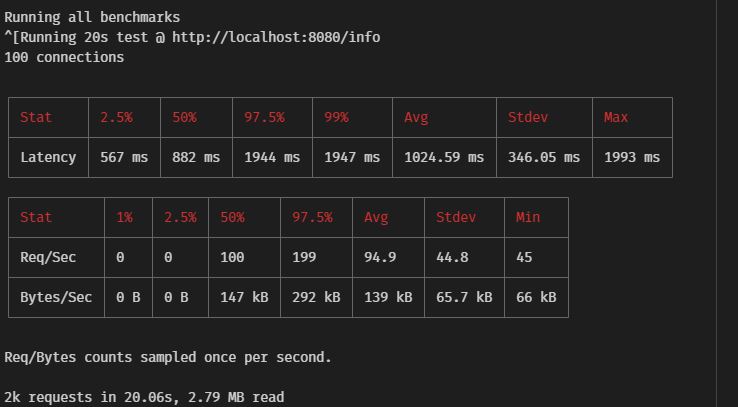 Running all benchmarks
^[Running 20s test @ http://localhost:8080/info
100 connections
Stat 2.5% 50% 97.5% 99% Avg Stdev Max
Latency 567 ms 882 ms 1944 ms 1947 ms 1024.59 ms 346.05 ms 1993 ms
Stat 1% 2.5% 50% 97.5% Avg Stdev Min
Req/Sec 0 0 100 199 94.9 44.8 45
Bytes/Sec 0 B 0 B 147 kB 292 kB 139 kB 65.7 kB 66 kB
Req/Bytes counts sampled once per second.
2k requests in 20.06s, 2.79 MB read